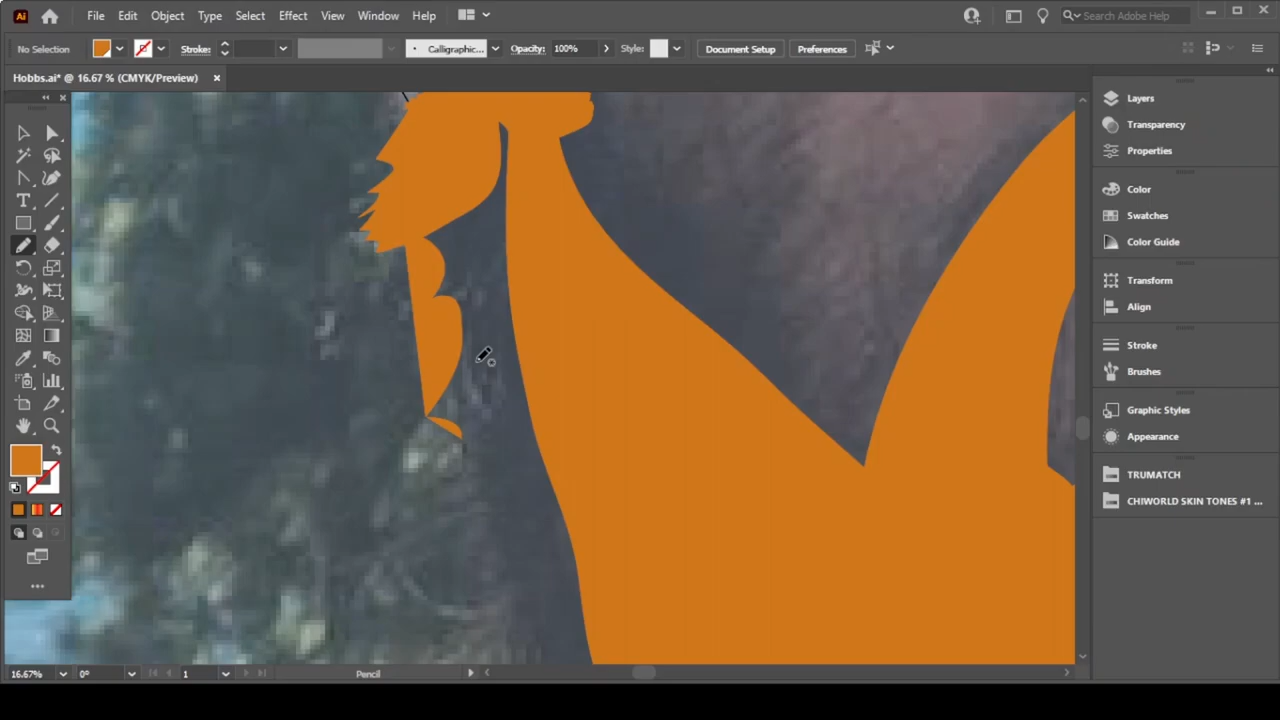 Ai File Edit Object Type Select Effect View Window Help Search Adobe Help
No Selection Stroke: Calligraphic... Opacity: 100% Style: Document Setup Preferences
Hobbs.ai* @ 16.67 % (CMYK/Preview)
Layers
Transparency
Properties
Color
Swatches
Color Guide
Transform
Align
Stroke
Brushes
Graphic Styles
Appearance
TRUMATCH
CHIWORLD SKIN TONES #1 ...
16.67% 0° 1 Pencil